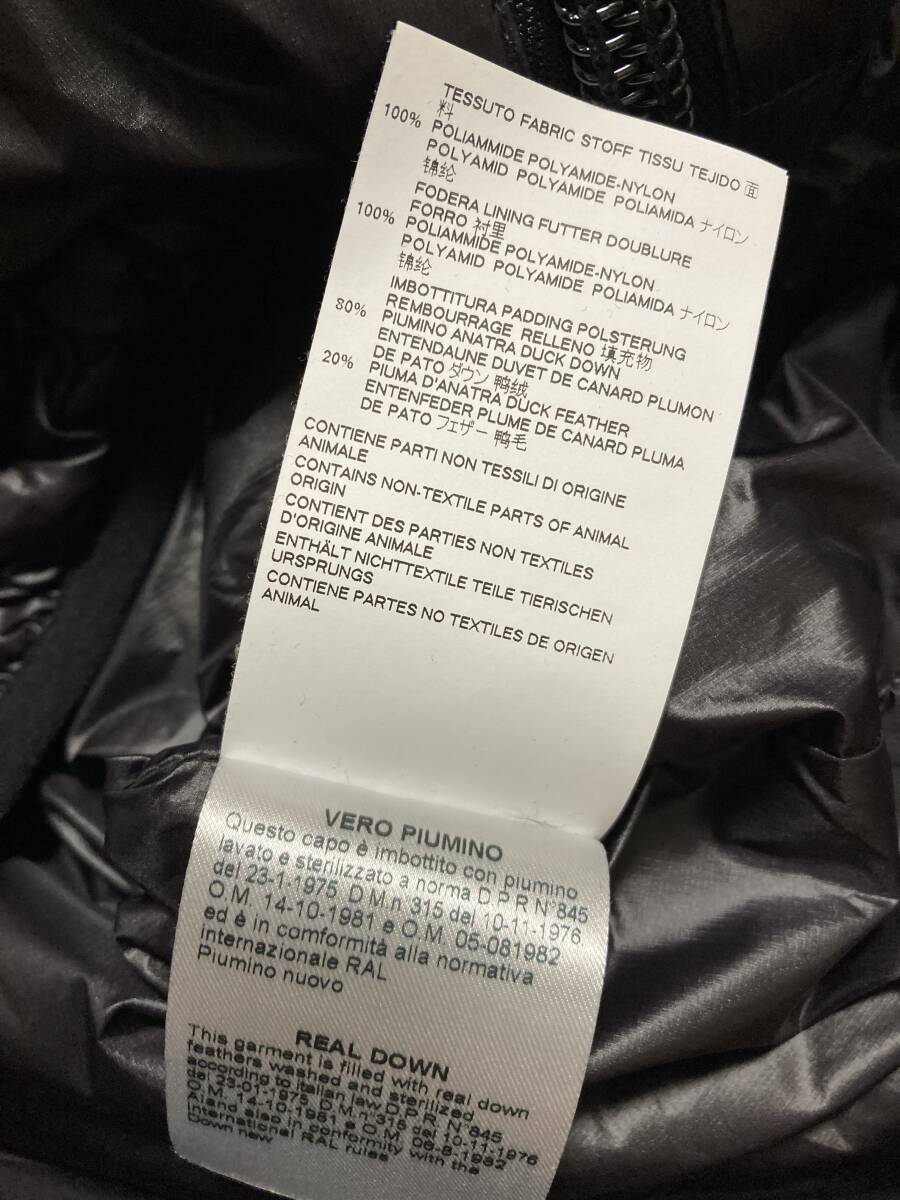 TESSUTO FABRIC STOFF TISSU TEJIDO 面
料
100% POLIAMMIDE POLYAMIDE-NYLON
POLYAMID POLYAMIDE POLIAMIDA ナイロン
锦纶
FODERA LINING FUTTER DOUBLURE
FORRO 衬里
100% POLIAMMIDE POLYAMIDE-NYLON
POLYAMID POLYAMIDE POLIAMIDA ナイロン
锦纶
IMBOTTITURA PADDING POLSTERUNG
REMBOURRAGE RELLENO 填充物
80% PIUMINO ANATRA DUCK DOWN
ENTENDAUNE DUVET DE CANARD PLUMON
DE PATO ダウン 鸭绒
20% PIUMA D'ANATRA DUCK FEATHER
ENTENFEDER PLUME DE CANARD PLUMA
DE PATO フェザー 鸭毛
CONTIENE PARTI NON TESSILI DI ORIGINE
ANIMALE
CONTAINS NON-TEXTILE PARTS OF ANIMAL
ORIGIN
CONTIENT DES PARTIES NON TEXTILES
D'ORIGINE ANIMALE
ENTHÄLT NICHTTEXTILE TEILE TIERISCHEN
URSPRUNGS
CONTIENE PARTES NO TEXTILES DE ORIGEN
ANIMAL
VERO PIUMINO
Questo capo è imbottito con piumino
lavato e sterilizzato a norma D.P.R. N°845
del 23-1.1975 D.M.n 315 del 10-11-1976
O.M. 14-10-1981 e O.M. 05-081982
ed è in conformità alla normativa
internazionale RAL
Piumino nuovo
REAL DOWN
This garment is filled with real down
feathers washed and sterilized
according to italian law D.P.R. N°845
del 23-01-1975 D.M.n°315 del 10-11-1976
O.M. 14-10-1981 e O.M. 06-8-1982
Aland also in conformity with the
international RAL rules
Down new